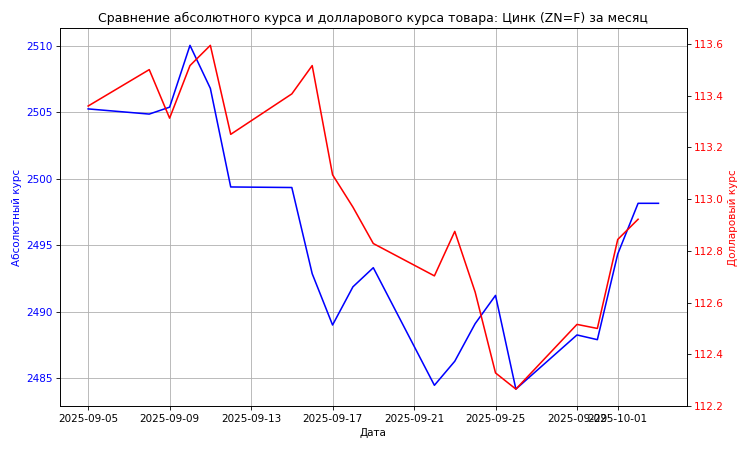 Сравнение абсолютного курса и долларового курса товара: Цинк (ZN=F) за месяц
Абсолютный курс
2510
2505
2500
2495
2490
2485
113.6
113.4
113.2
113.0
112.8
112.6
112.4
112.2
Долларовый курс
2025-09-05 2025-09-09 2025-09-13 2025-09-17 2025-09-21 2025-09-25 2025-09-29 2025-10-01
Дата